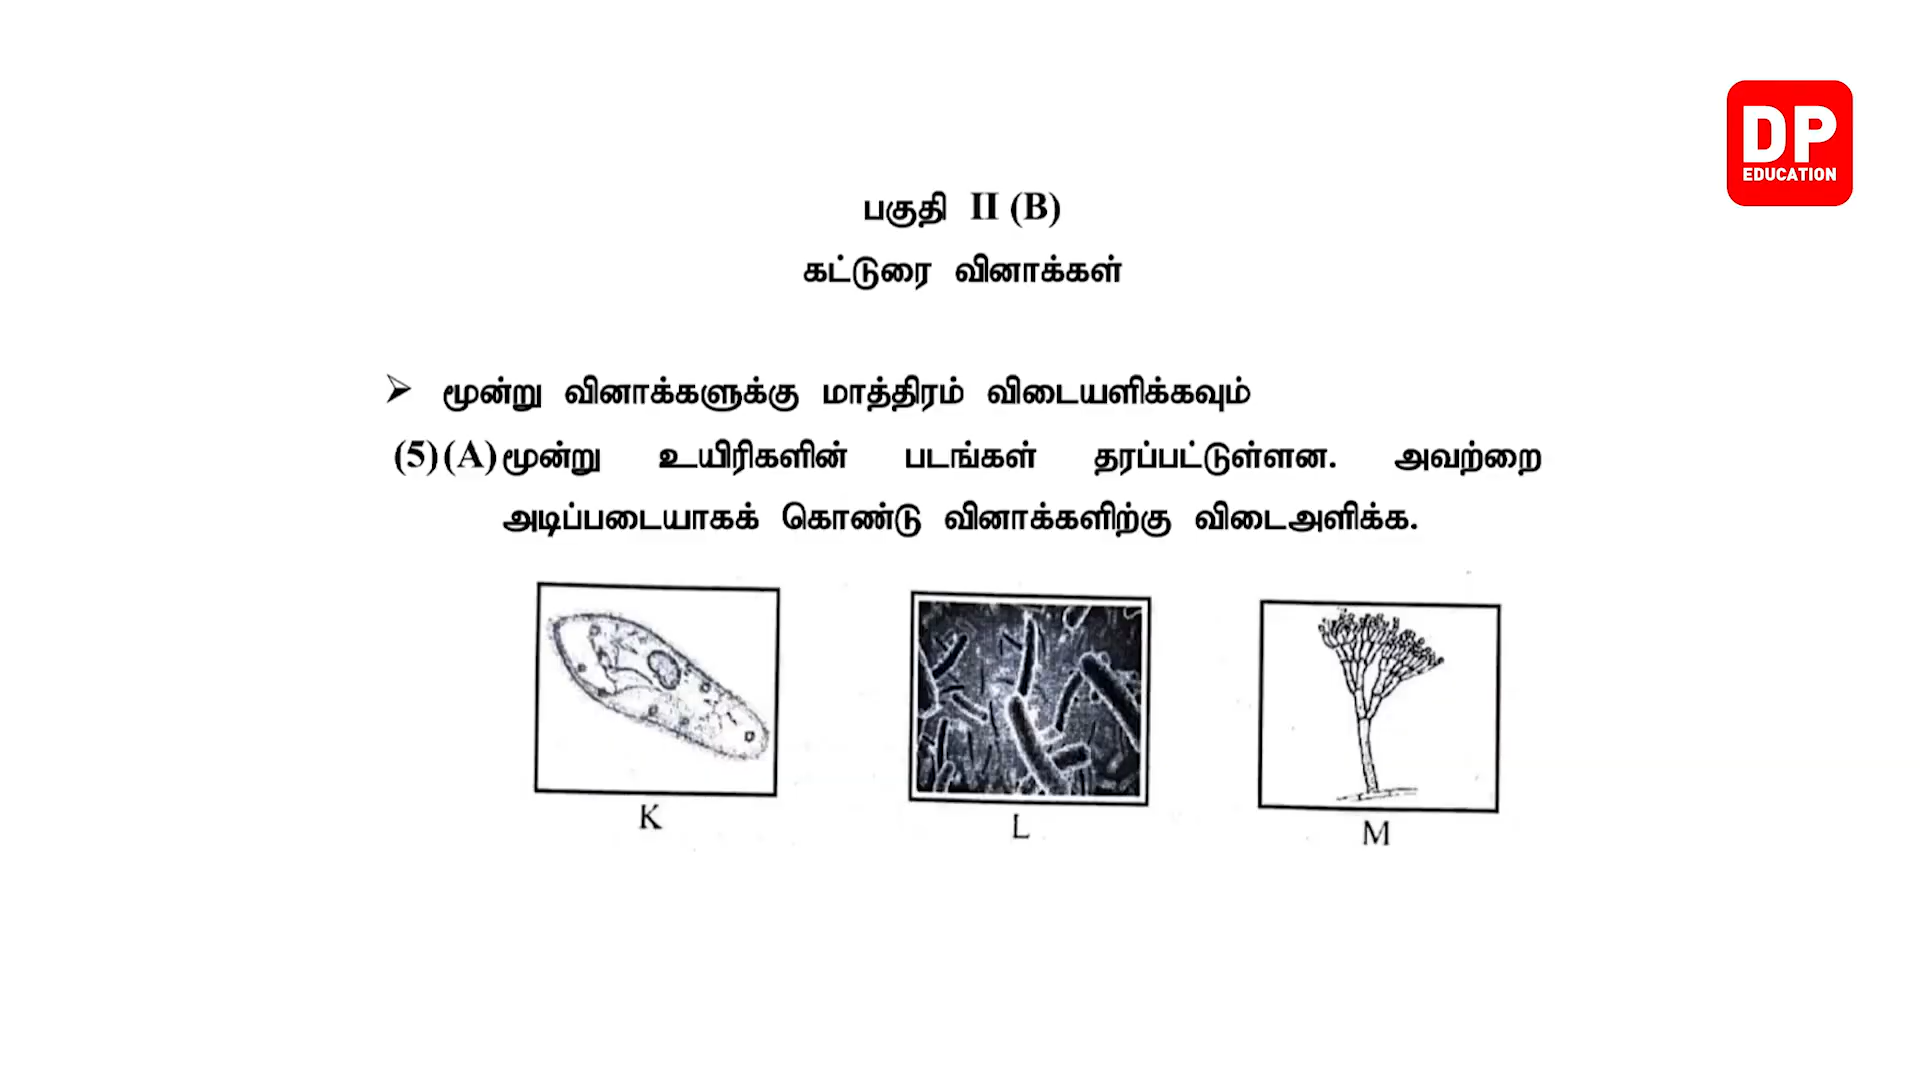 DP
EDUCATION
பகுதி II (B)
கட்டுரை வினாக்கள்
➢ மூன்று வினாக்களுக்கு மாத்திரம் விடையளிக்கவும்
(5)(A)மூன்று உயிரிகளின் படங்கள் தரப்பட்டுள்ளன. அவற்றை
அடிப்படையாகக் கொண்டு வினாக்களிற்கு விடைஅளிக்க.
K
L
M